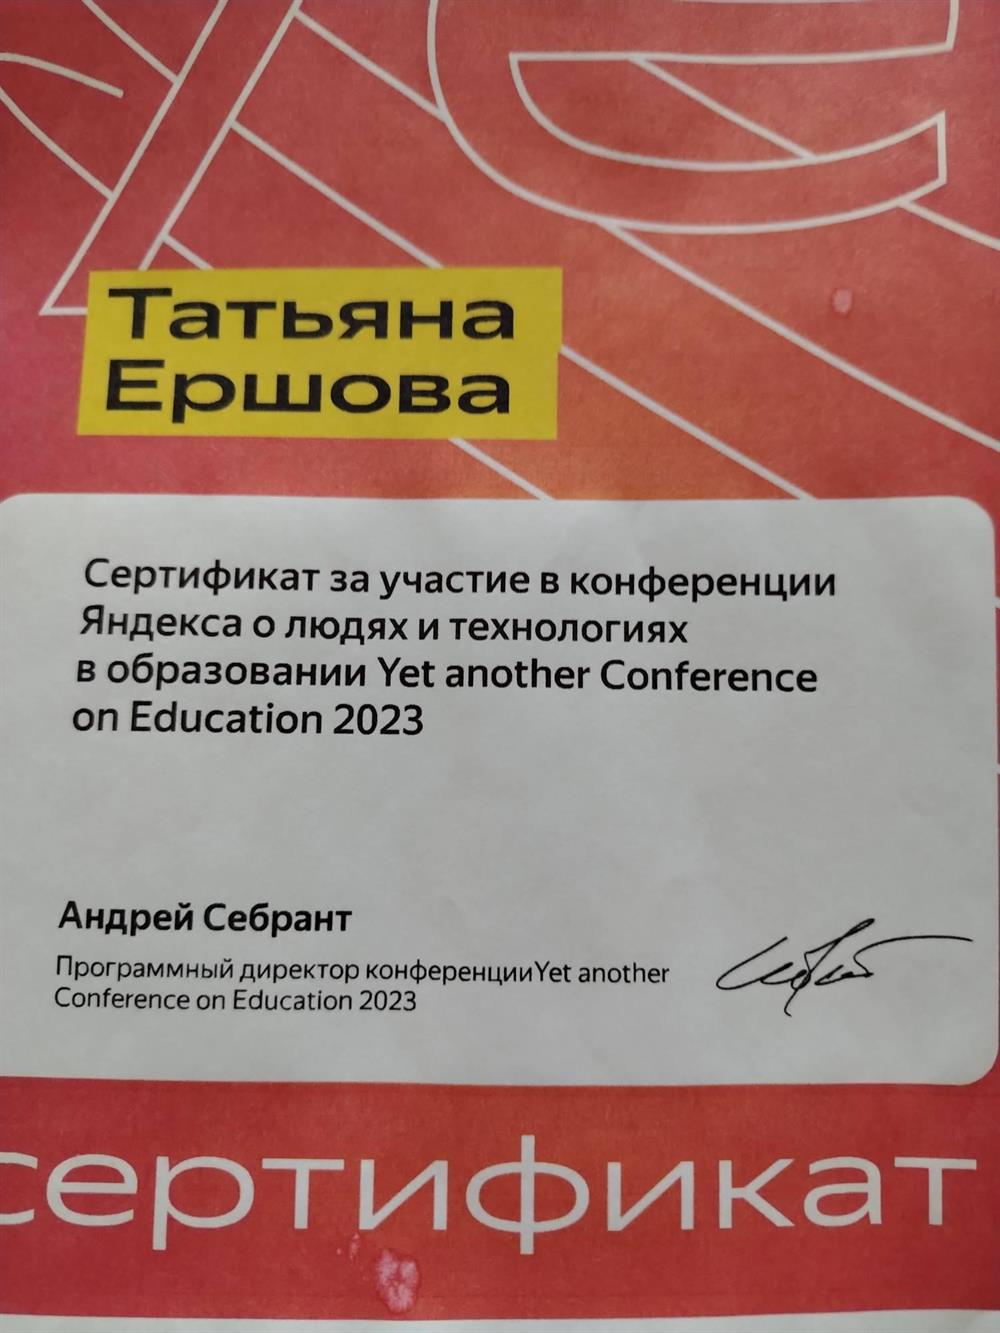 Татьяна
Ершова
Сертификат за участие в конференции
Яндекса о людях и технологиях
в образовании Yet another Conference
on Education 2023
Андрей Себрант
Программный директор конференцииYet another
Conference on Education 2023
сертификат